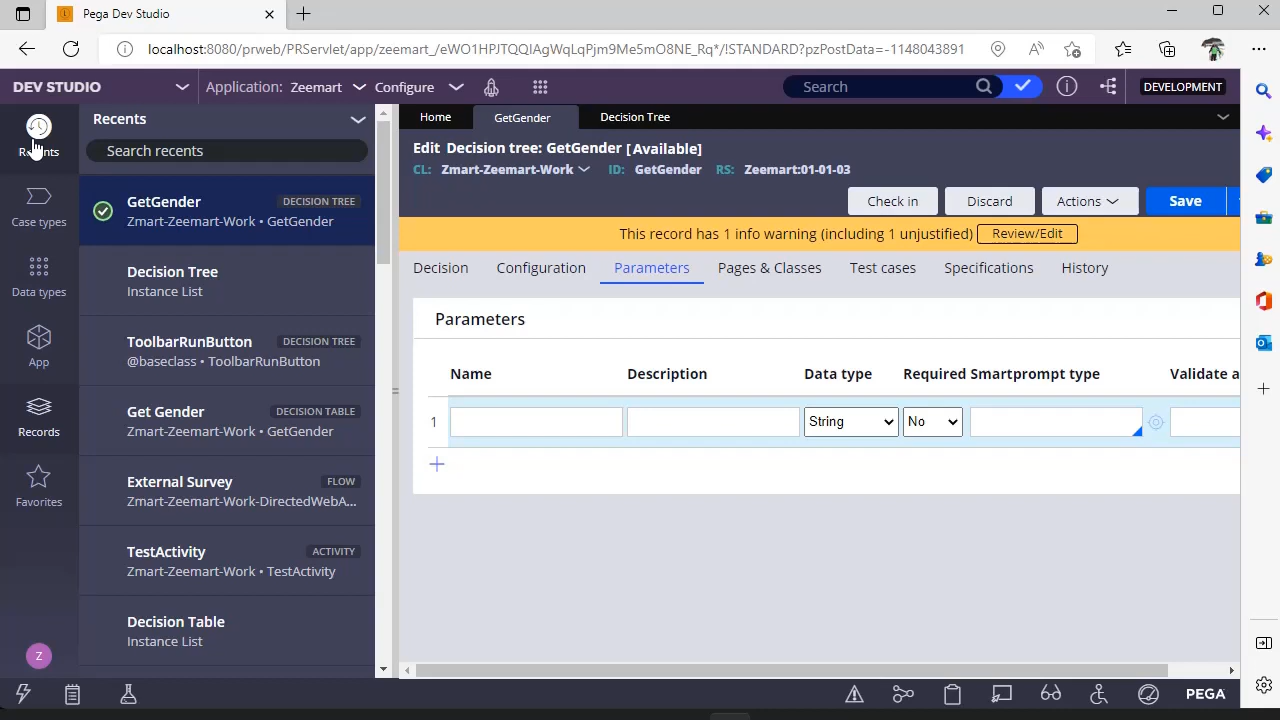 Pega Dev Studio
localhost:8080/prweb/PRServlet/app/zeemart_/eWO1HPJTQQIAgWqLqPjm9Me5mO8NE_Rq*/!STANDARD?pzPostData=-1148043891
DEV STUDIO
Application: Zeemart
Configure
Search
DEVELOPMENT
Recents
Case types
Data types
App
Records
Favorites
Z
Recents
Search recents
GetGender DECISION TREE
Zmart-Zeemart-Work • GetGender
Decision Tree
Instance List
ToolbarRunButton DECISION TREE
@baseclass • ToolbarRunButton
Get Gender DECISION TABLE
Zmart-Zeemart-Work • GetGender
External Survey FLOW
Zmart-Zeemart-Work-DirectedWebA...
TestActivity ACTIVITY
Zmart-Zeemart-Work • TestActivity
Decision Table
Instance List
Home GetGender Decision Tree
Edit Decision tree: GetGender [Available]
CL: Zmart-Zeemart-Work ID: GetGender RS: Zeemart:01-01-03
Check in Discard Actions Save
This record has 1 info warning (including 1 unjustified) Review/Edit
Decision Configuration Parameters Pages & Classes Test cases Specifications History
Parameters
Name Description Data type Required Smartprompt type Validate a
1 String No
PEGA